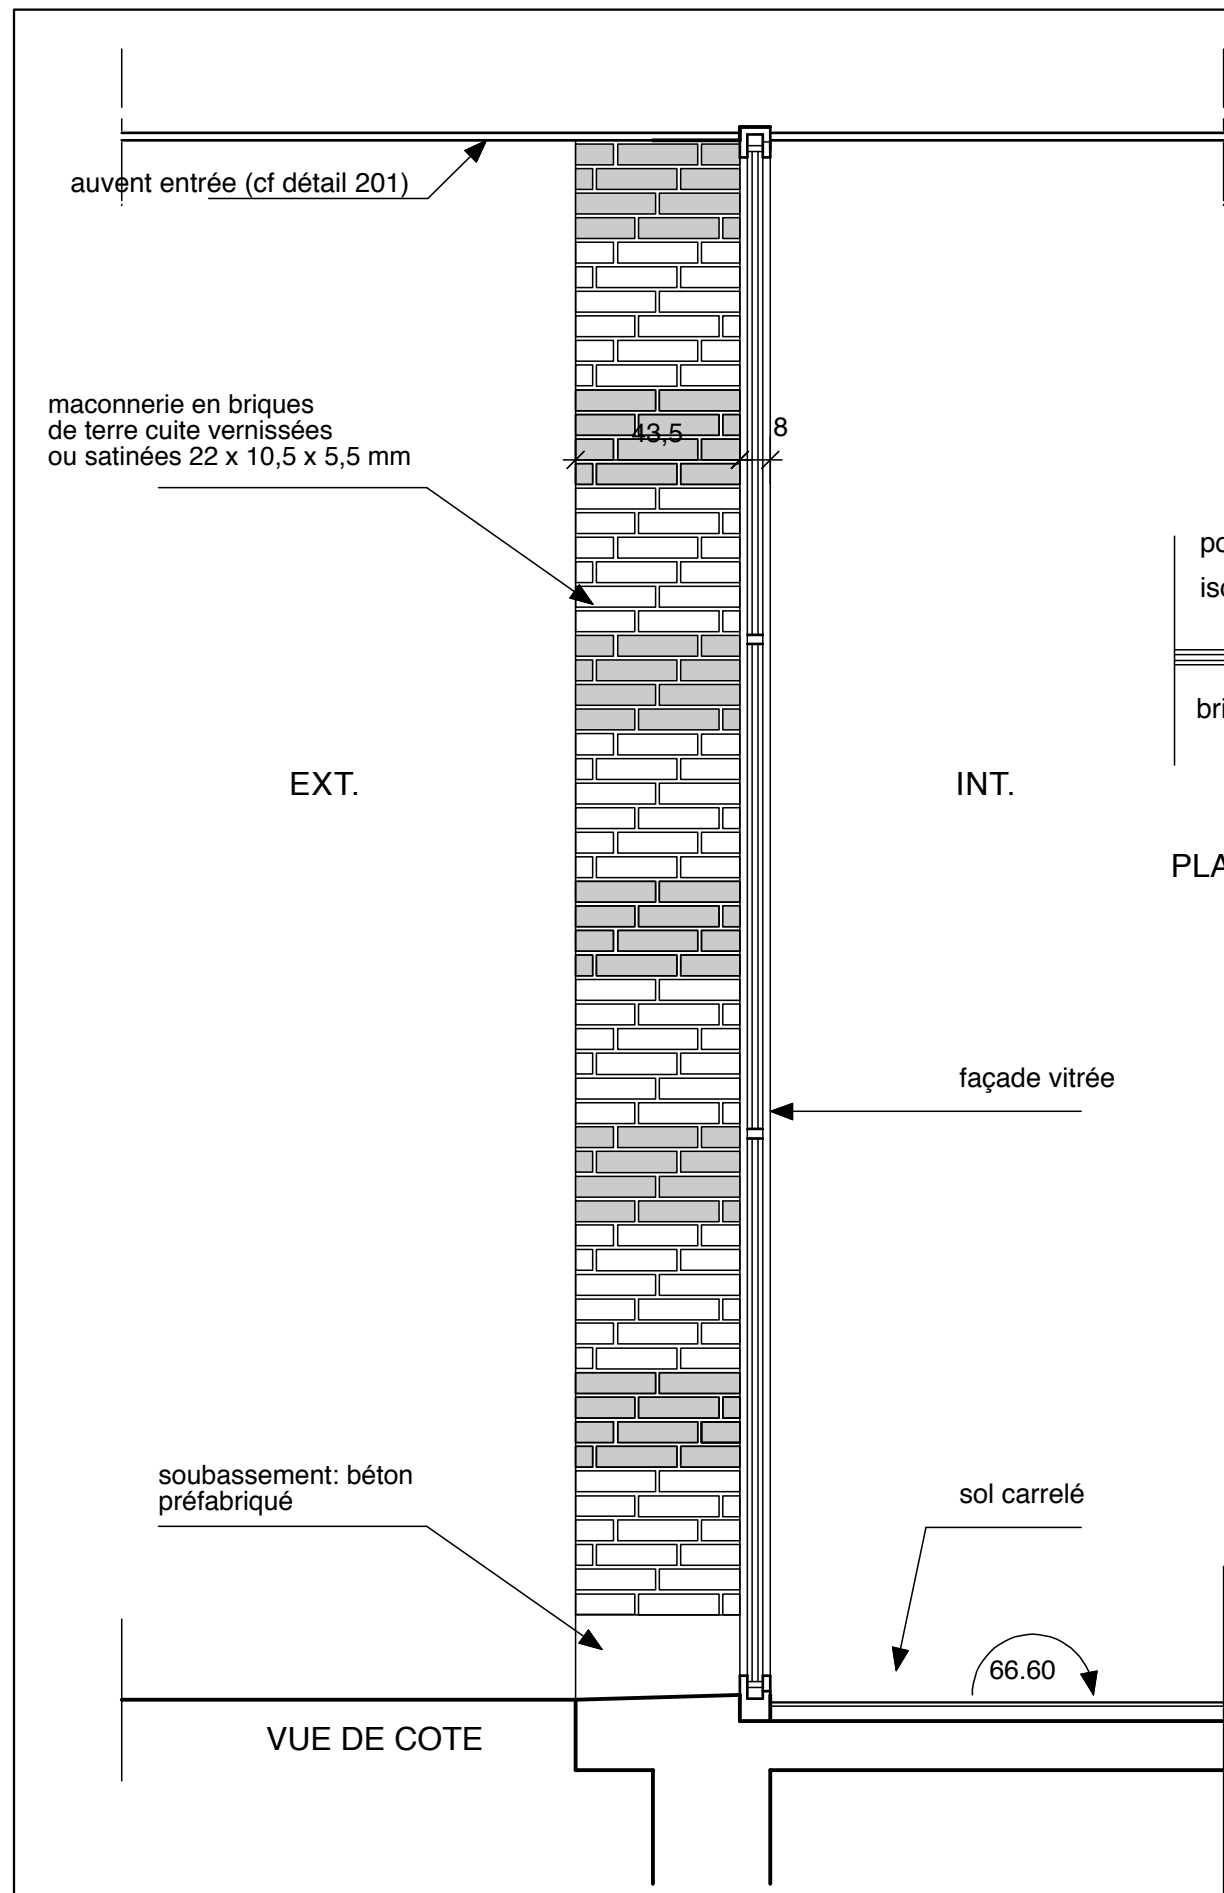 auvent entrée (cf détail 201)
maconnerie en briques
de terre cuite vernissées
ou satinées 22 x 10,5 x 5,5 mm
43,5
8
EXT.
INT.
façade vitrée
soubassement: béton
préfabriqué
sol carrelé
66.60
VUE DE COTE